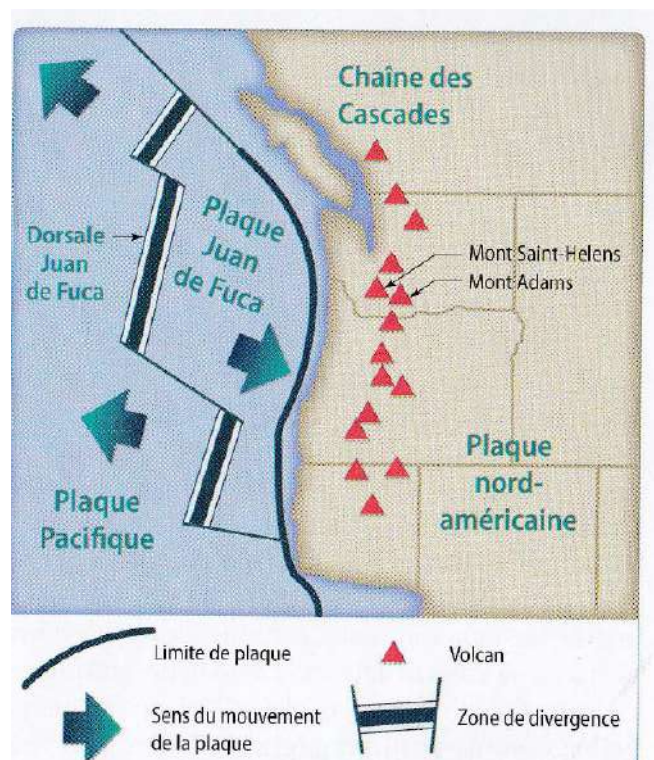 Chaîne des
Cascades
Plaque
Juan
de Fuca
Dorsale
Juan
de Fuca
Mont Saint-Helens
Mont Adams
Plaque
nord-
américaine
Plaque
Pacifique
Limite de plaque
Volcan
Sens du mouvement
de la plaque
Zone de divergence